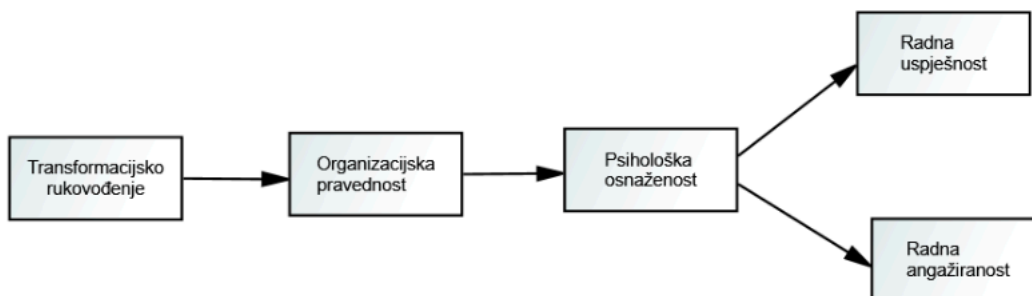 Transformacijsko
rukovođenje
Organizacijska
pravednost
Psihološka
osnaženost
Radna
uspješnost
Radna
angažiranost